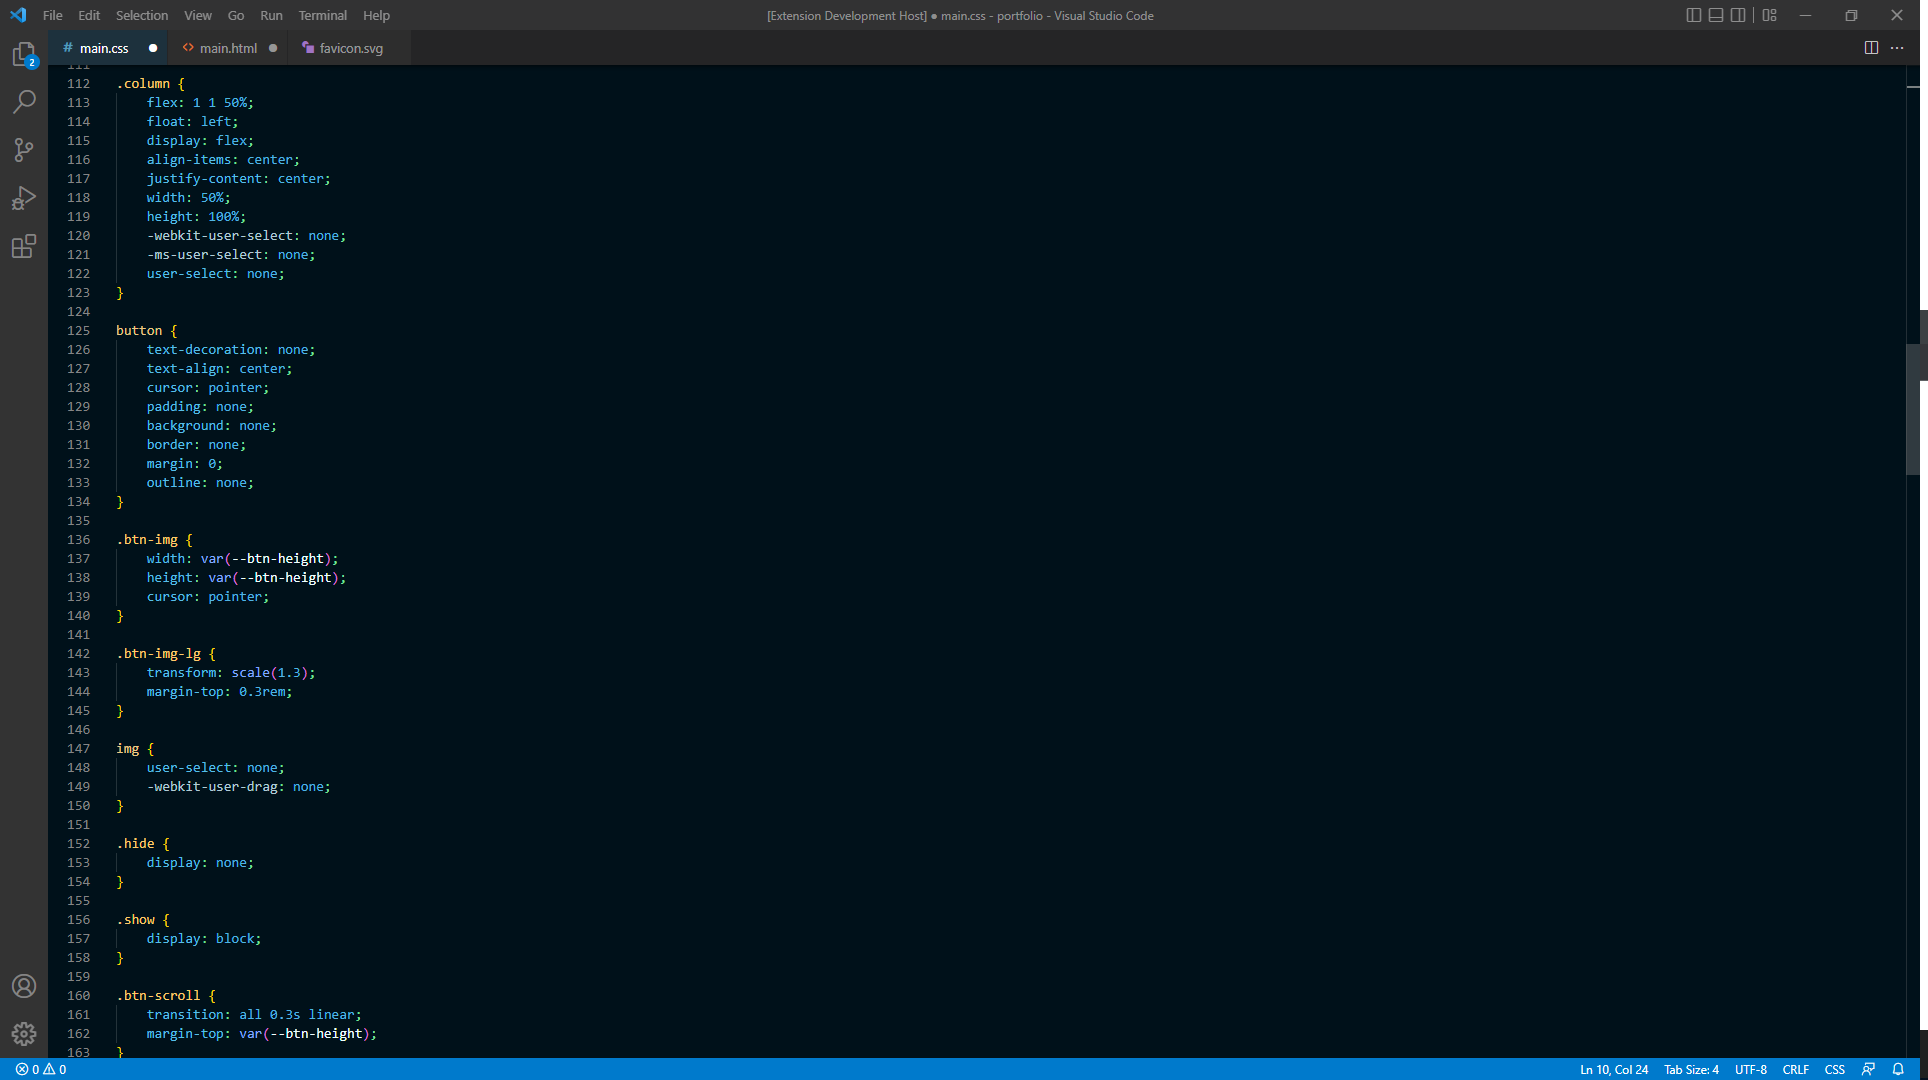 File Edit Selection View Go Run Terminal Help
[Extension Development Host] ● main.css - portfolio - Visual Studio Code
# main.css ● <> main.html ● favicon.svg
2
111
112 .column {
113     flex: 1 1 50%;
114     float: left;
115     display: flex;
116     align-items: center;
117     justify-content: center;
118     width: 50%;
119     height: 100%;
120     -webkit-user-select: none;
121     -ms-user-select: none;
122     user-select: none;
123 }
124
125 button {
126     text-decoration: none;
127     text-align: center;
128     cursor: pointer;
129     padding: none;
130     background: none;
131     border: none;
132     margin: 0;
133     outline: none;
134 }
135
136 .btn-img {
137     width: var(--btn-height);
138     height: var(--btn-height);
139     cursor: pointer;
140 }
141
142 .btn-img-lg {
143     transform: scale(1.3);
144     margin-top: 0.3rem;
145 }
146
147 img {
148     user-select: none;
149     -webkit-user-drag: none;
150 }
151
152 .hide {
153     display: none;
154 }
155
156 .show {
157     display: block;
158 }
159
160 .btn-scroll {
161     transition: all 0.3s linear;
162     margin-top: var(--btn-height);
163 }
0 0 Ln 10, Col 24 Tab Size: 4 UTF-8 CRLF CSS